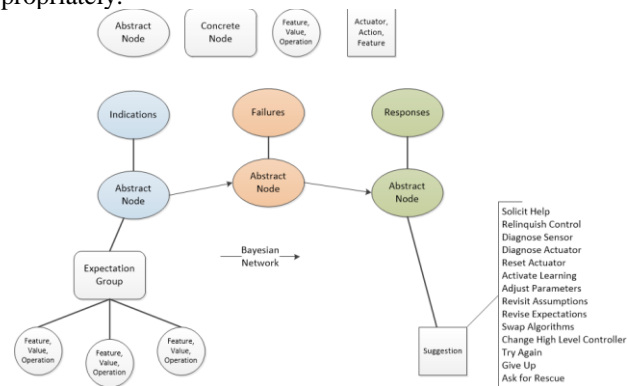 propriately.
Abstract
Node
Concrete
Node
Feature,
Value,
Operation
Actuator,
Action,
Feature
Indications
Failures
Responses
Abstract
Node
Abstract
Node
Abstract
Node
Expectation
Group
Bayesian
Network
Feature,
Value,
Operation
Feature,
Value,
Operation
Feature,
Value,
Operation
Suggestion
Solicit Help
Relinquish Control
Diagnose Sensor
Diagnose Actuator
Reset Actuator
Activate Learning
Adjust Parameters
Revisit Assumptions
Revise Expectations
Swap Algorithms
Change High Level Controller
Try Again
Give Up
Ask for Rescue